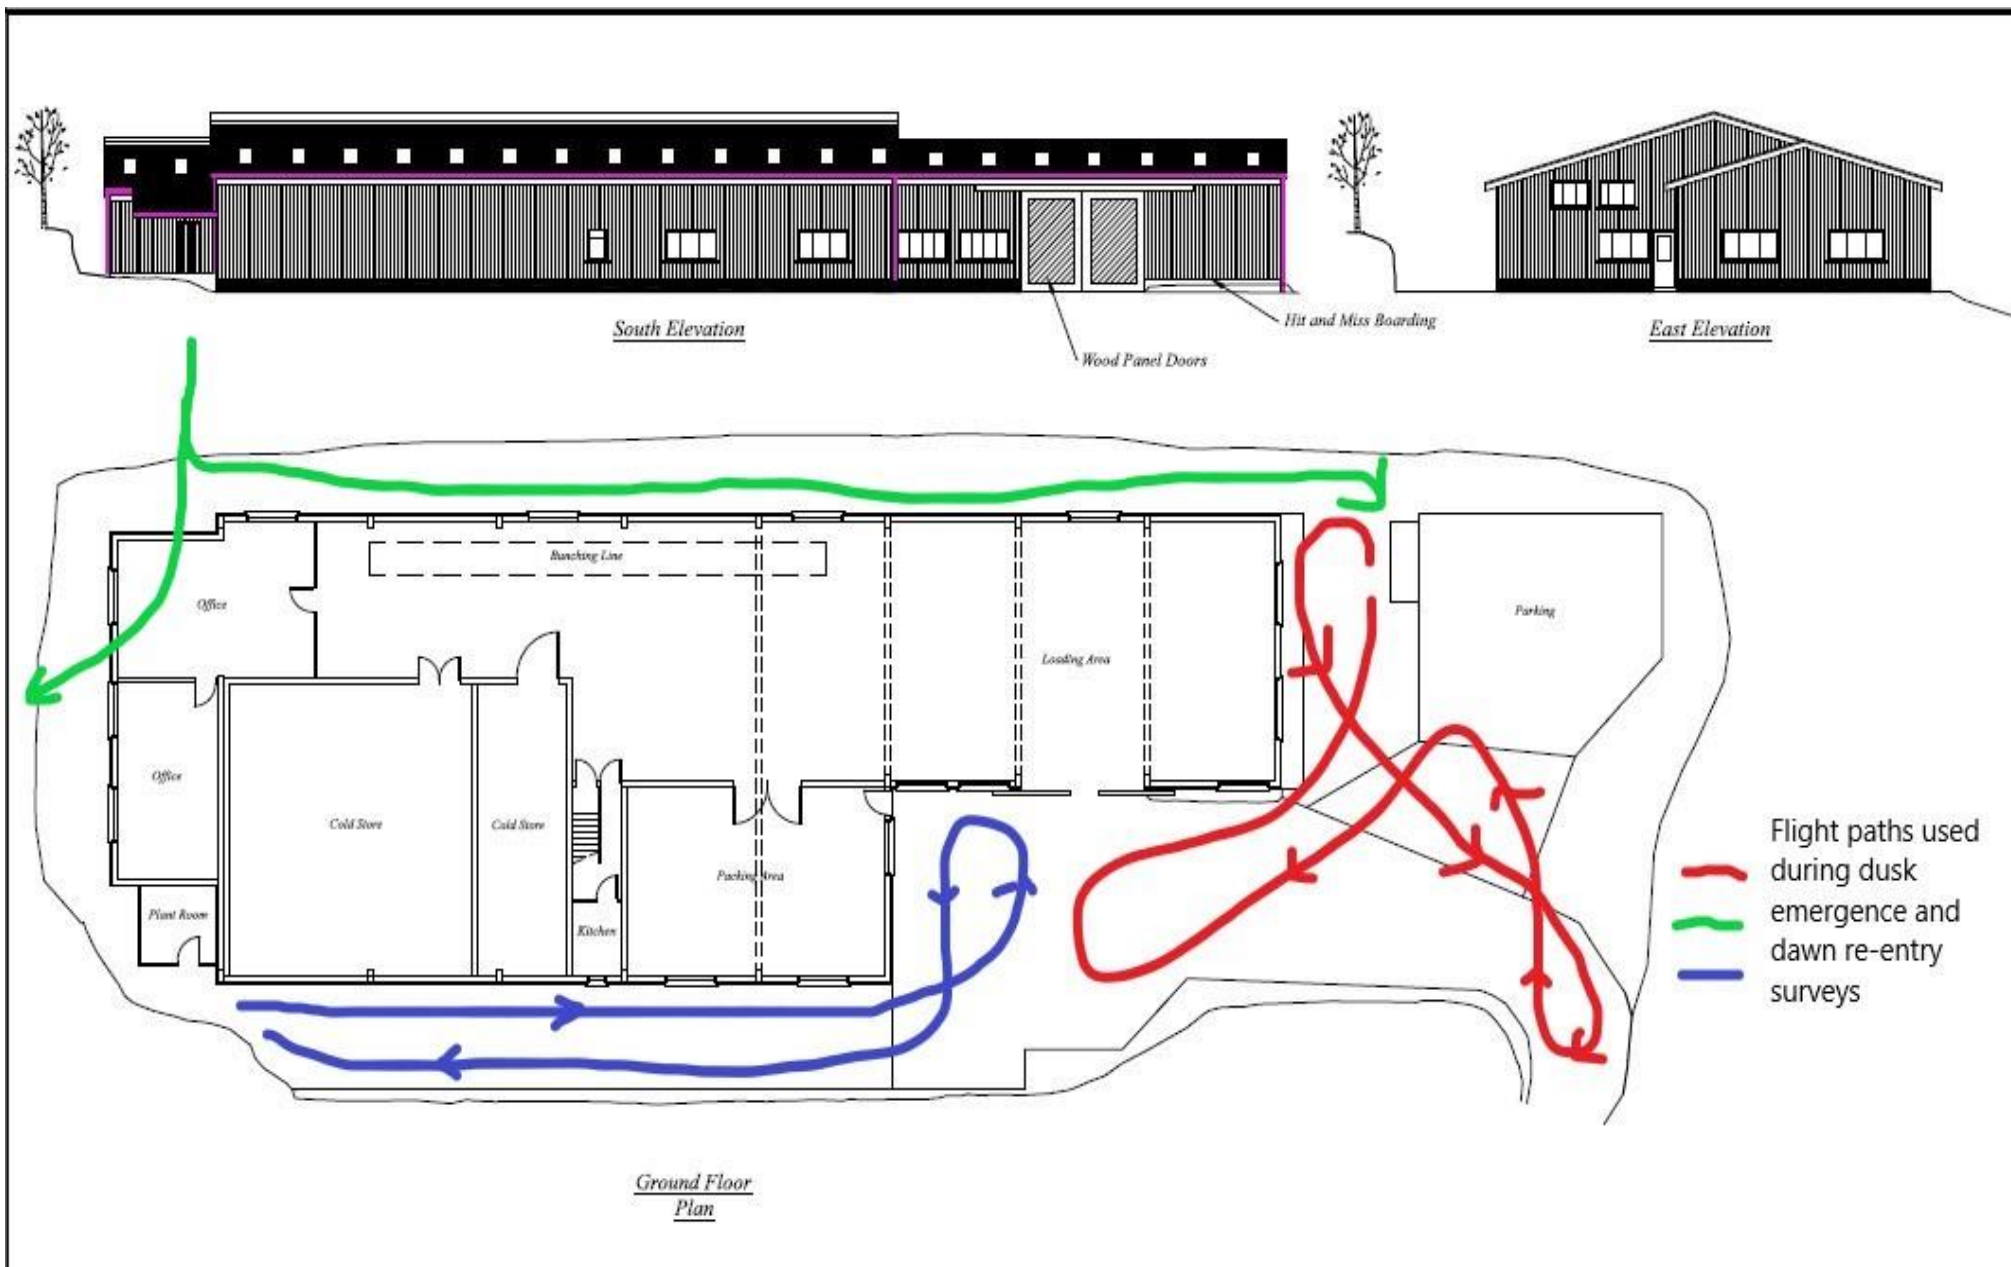 South Elevation
Hit and Miss Boarding
East Elevation
Wood Panel Doors
Bunching Line
Office
Parking
Loading Area
Office
Cold Store
Cold Store
Packing Area
Plant Room
Kitchen
Flight paths used
during dusk
emergence and
dawn re-entry
surveys
Ground Floor
Plan